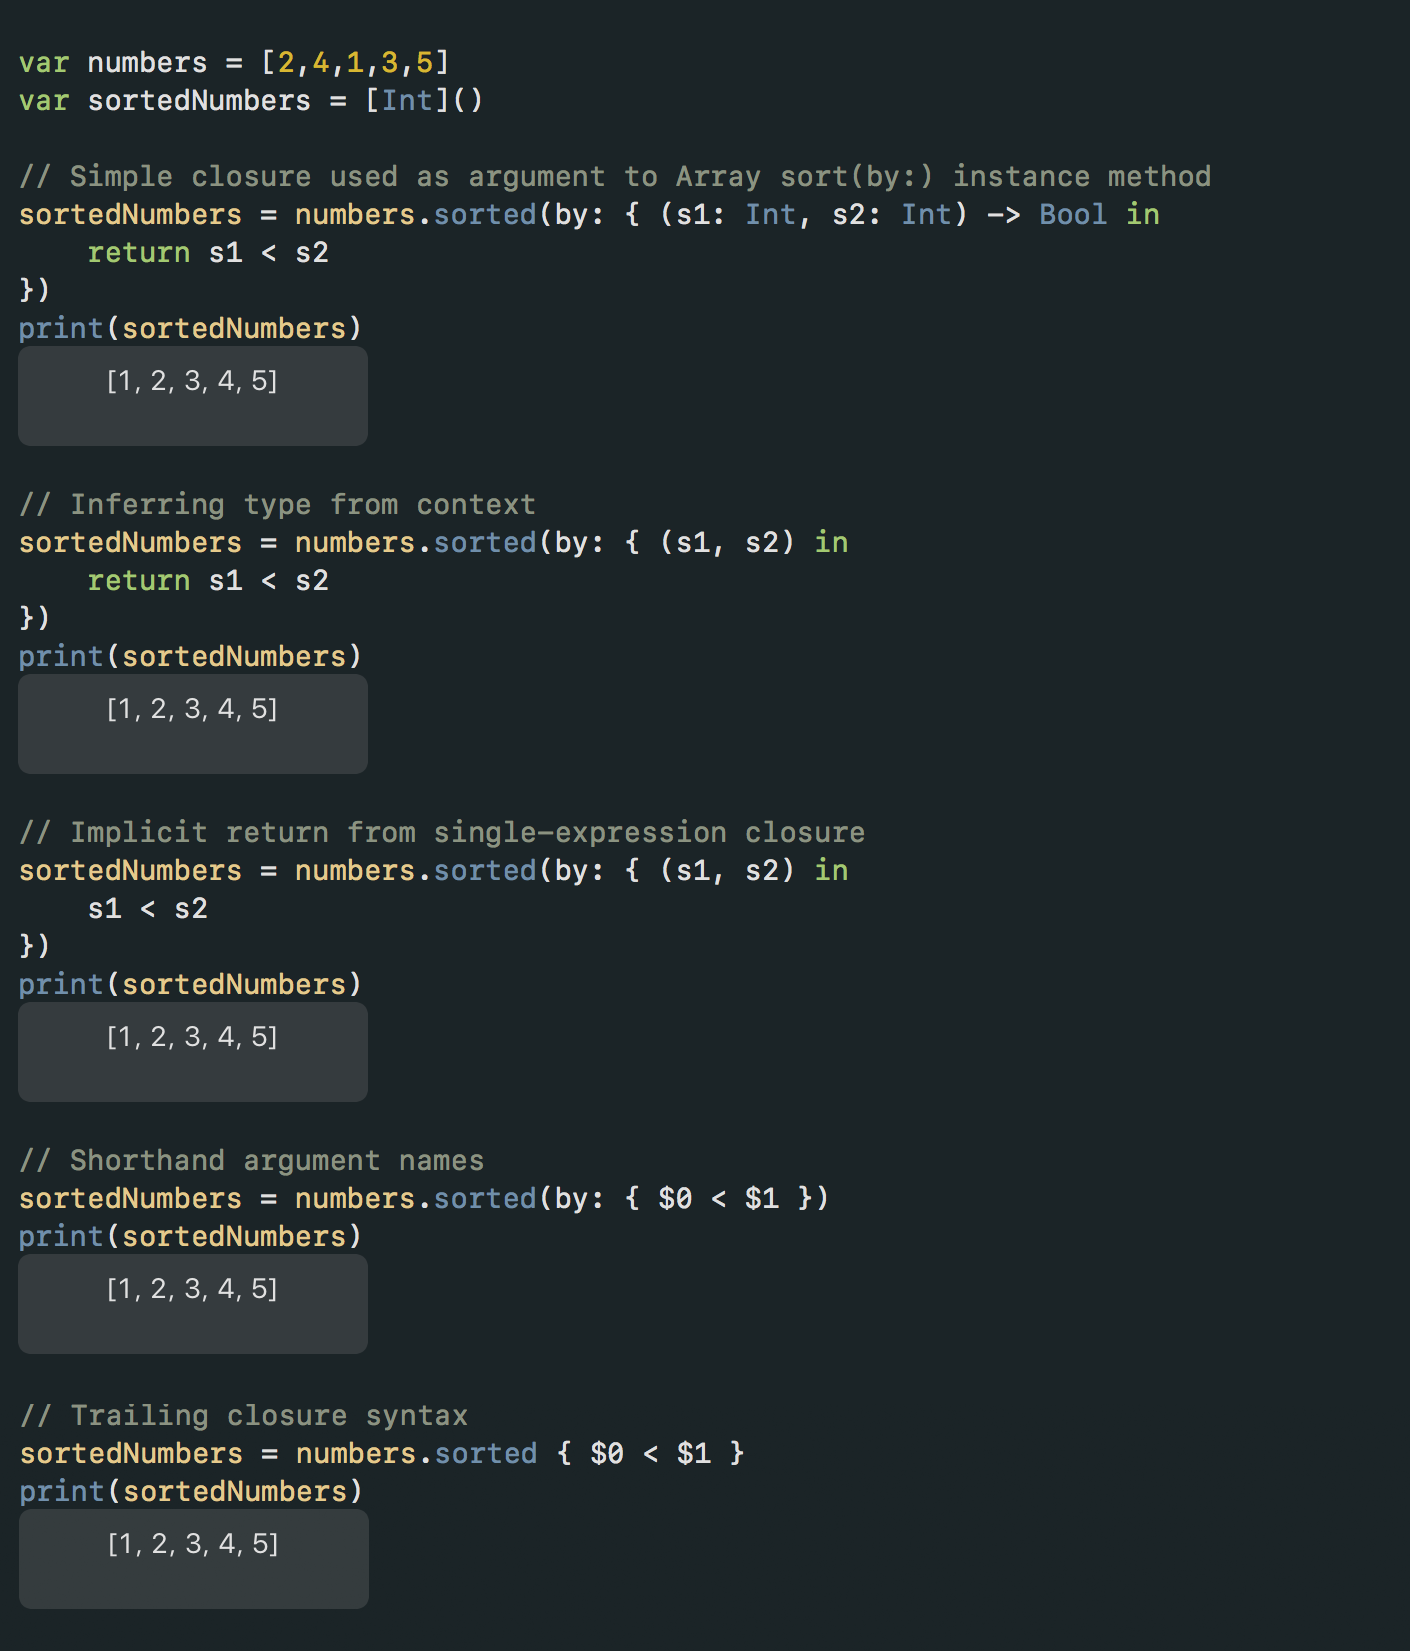 var numbers = [2,4,1,3,5]
var sortedNumbers = [Int]()
// Simple closure used as argument to Array sort(by:) instance method
sortedNumbers = numbers.sorted(by: { (s1: Int, s2: Int) -> Bool in
    return s1 < s2
})
print(sortedNumbers)
[1, 2, 3, 4, 5]
// Inferring type from context
sortedNumbers = numbers.sorted(by: { (s1, s2) in
    return s1 < s2
})
print(sortedNumbers)
[1, 2, 3, 4, 5]
// Implicit return from single-expression closure
sortedNumbers = numbers.sorted(by: { (s1, s2) in
    s1 < s2
})
print(sortedNumbers)
[1, 2, 3, 4, 5]
// Shorthand argument names
sortedNumbers = numbers.sorted(by: { $0 < $1 })
print(sortedNumbers)
[1, 2, 3, 4, 5]
// Trailing closure syntax
sortedNumbers = numbers.sorted { $0 < $1 }
print(sortedNumbers)
[1, 2, 3, 4, 5]